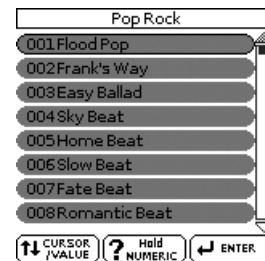 Pop Rock
001Flood Pop
002Frank's Way
003Easy Ballad
004Sky Beat
005Home Beat
006Slow Beat
007Fate Beat
008Romantic Beat
↑↓ CURSOR /VALUE ? Hold NUMERIC ↵ ENTER